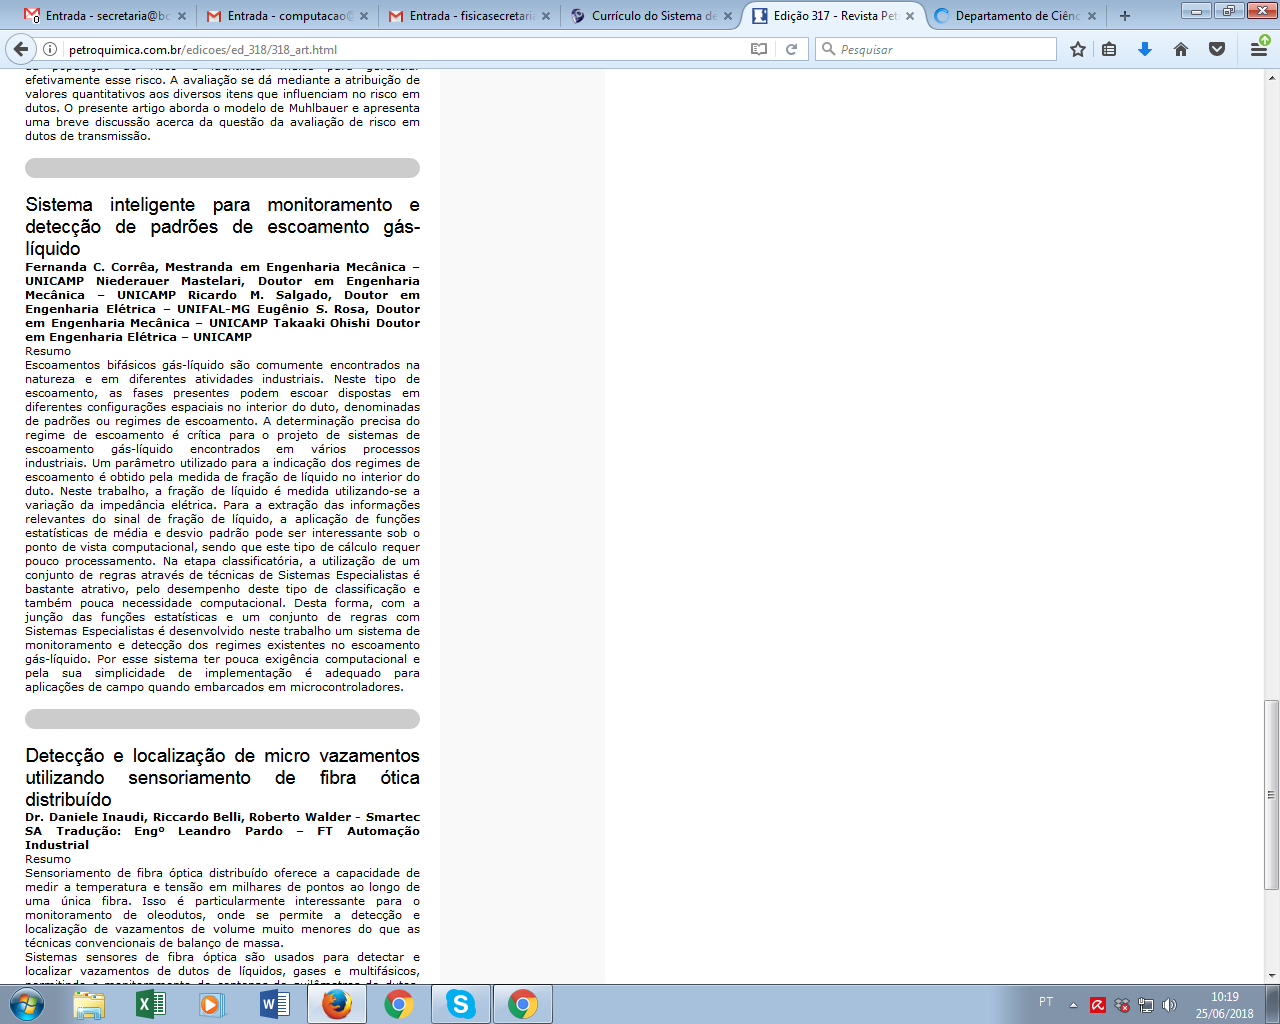 Entrada - secretaria@bc
Entrada - computacao@
Entrada - fisicasecretaria
Currículo do Sistema de
Edição 317 - Revista Pet
Departamento de Ciênc
petroquimica.com.br/edicoes/ed_318/318_art.html
Pesquisar
efetivamente esse risco. A avaliação se dá mediante a atribuição de
valores quantitativos aos diversos itens que influenciam no risco em
dutos. O presente artigo aborda o modelo de Muhlbauer e apresenta
uma breve discussão acerca da questão da avaliação de risco em
dutos de transmissão.
Sistema inteligente para monitoramento e
detecção de padrões de escoamento gás-
líquido
Fernanda C. Corrêa, Mestranda em Engenharia Mecânica –
UNICAMP Niederauer Mastelari, Doutor em Engenharia
Mecânica – UNICAMP Ricardo M. Salgado, Doutor em
Engenharia Elétrica – UNIFAL-MG Eugênio S. Rosa, Doutor
em Engenharia Mecânica – UNICAMP Takaaki Ohishi Doutor
em Engenharia Elétrica – UNICAMP
Resumo
Escoamentos bifásicos gás-líquido são comumente encontrados na
natureza e em diferentes atividades industriais. Neste tipo de
escoamento, as fases presentes podem escoar dispostas em
diferentes configurações espaciais no interior do duto, denominadas
de padrões ou regimes de escoamento. A determinação precisa do
regime de escoamento é crítica para o projeto de sistemas de
escoamento gás-líquido encontrados em vários processos
industriais. Um parâmetro utilizado para a indicação dos regimes de
escoamento é obtido pela medida de fração de líquido no interior do
duto. Neste trabalho, a fração de líquido é medida utilizando-se a
variação da impedância elétrica. Para a extração das informações
relevantes do sinal de fração de líquido, a aplicação de funções
estatísticas de média e desvio padrão pode ser interessante sob o
ponto de vista computacional, sendo que este tipo de cálculo requer
pouco processamento. Na etapa classificatória, a utilização de um
conjunto de regras através de técnicas de Sistemas Especialistas é
bastante atrativo, pelo desempenho deste tipo de classificação e
também pouca necessidade computacional. Desta forma, com a
junção das funções estatísticas e um conjunto de regras com
Sistemas Especialistas é desenvolvido neste trabalho um sistema de
monitoramento e detecção dos regimes existentes no escoamento
gás-líquido. Por esse sistema ter pouca exigência computacional e
pela sua simplicidade de implementação é adequado para
aplicações de campo quando embarcados em microcontroladores.
Detecção e localização de micro vazamentos
utilizando sensoriamento de fibra ótica
distribuído
Dr. Daniele Inaudi, Riccardo Belli, Roberto Walder - Smartec
SA Tradução: Engº Leandro Pardo – FT Automação
Industrial
Resumo
Sensoriamento de fibra óptica distribuído oferece a capacidade de
medir a temperatura e tensão em milhares de pontos ao longo de
uma única fibra. Isso é particularmente interessante para o
monitoramento de oleodutos, onde se permite a detecção e
localização de vazamentos de volume muito menores do que as
técnicas convencionais de balanço de massa.
Sistemas sensores de fibra óptica são usados para detectar e
localizar vazamentos de dutos de líquidos, gases e multifásicos,
PT
10:19
25/06/2018